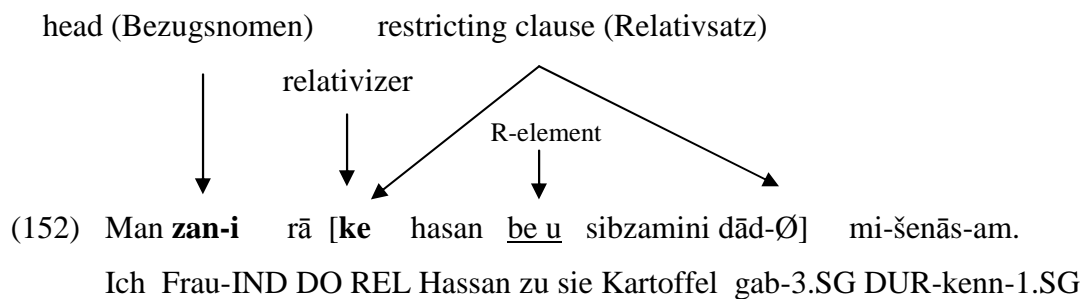 head (Bezugsnomen) restricting clause (Relativsatz)
relativizer
R-element
(152) Man zan-i rā [ke hasan be u sibzamini dād-Ø] mi-šenās-am.
Ich Frau-IND DO REL Hassan zu sie Kartoffel gab-3.SG DUR-kenn-1.SG